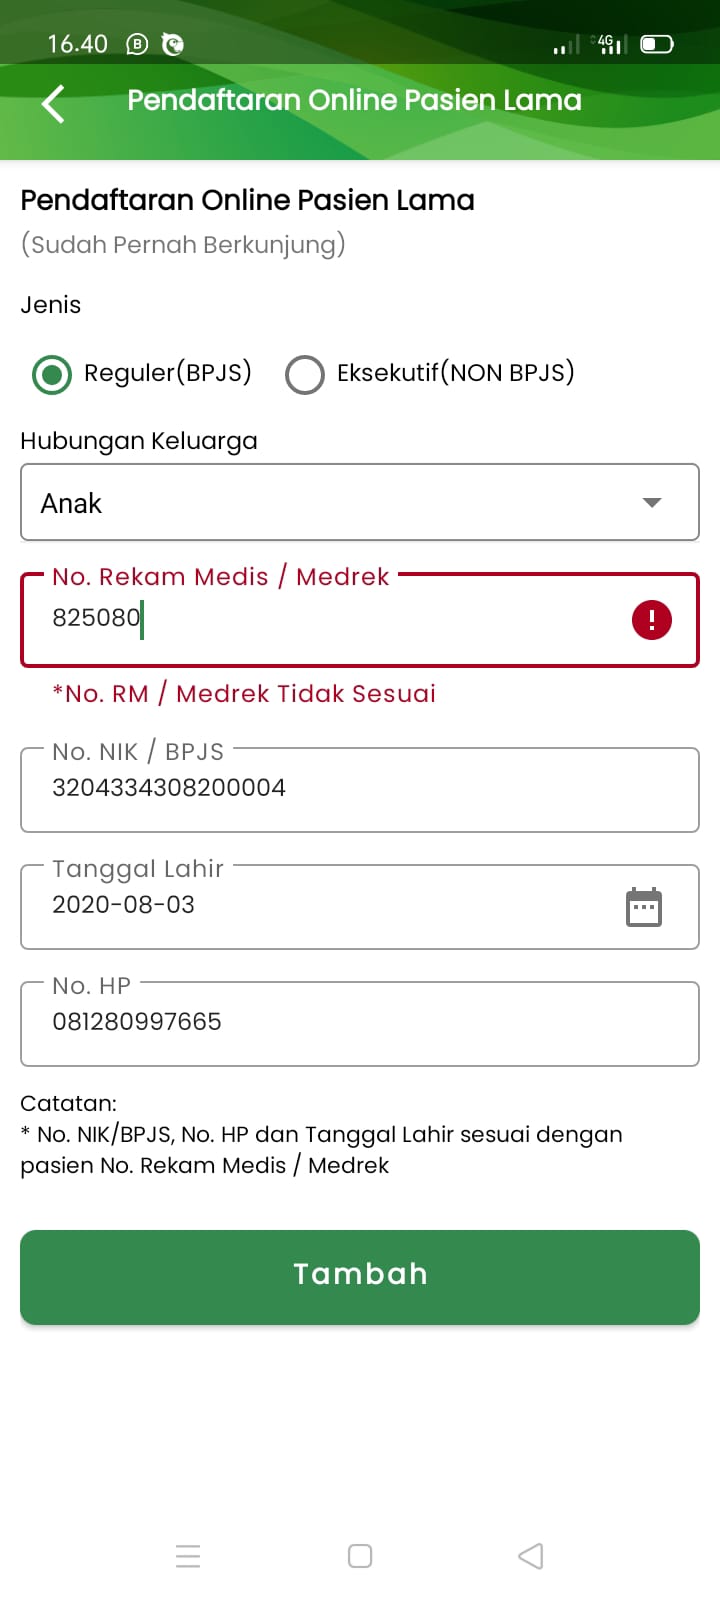 16.40
4G
Pendaftaran Online Pasien Lama
Pendaftaran Online Pasien Lama
(Sudah Pernah Berkunjung)
Jenis
Reguler(BPJS) Eksekutif(NON BPJS)
Hubungan Keluarga
Anak
No. Rekam Medis / Medrek
825080
*No. RM / Medrek Tidak Sesuai
No. NIK / BPJS
3204334308200004
Tanggal Lahir
2020-08-03
No. HP
081280997665
Catatan:
* No. NIK/BPJS, No. HP dan Tanggal Lahir sesuai dengan
pasien No. Rekam Medis / Medrek
Tambah